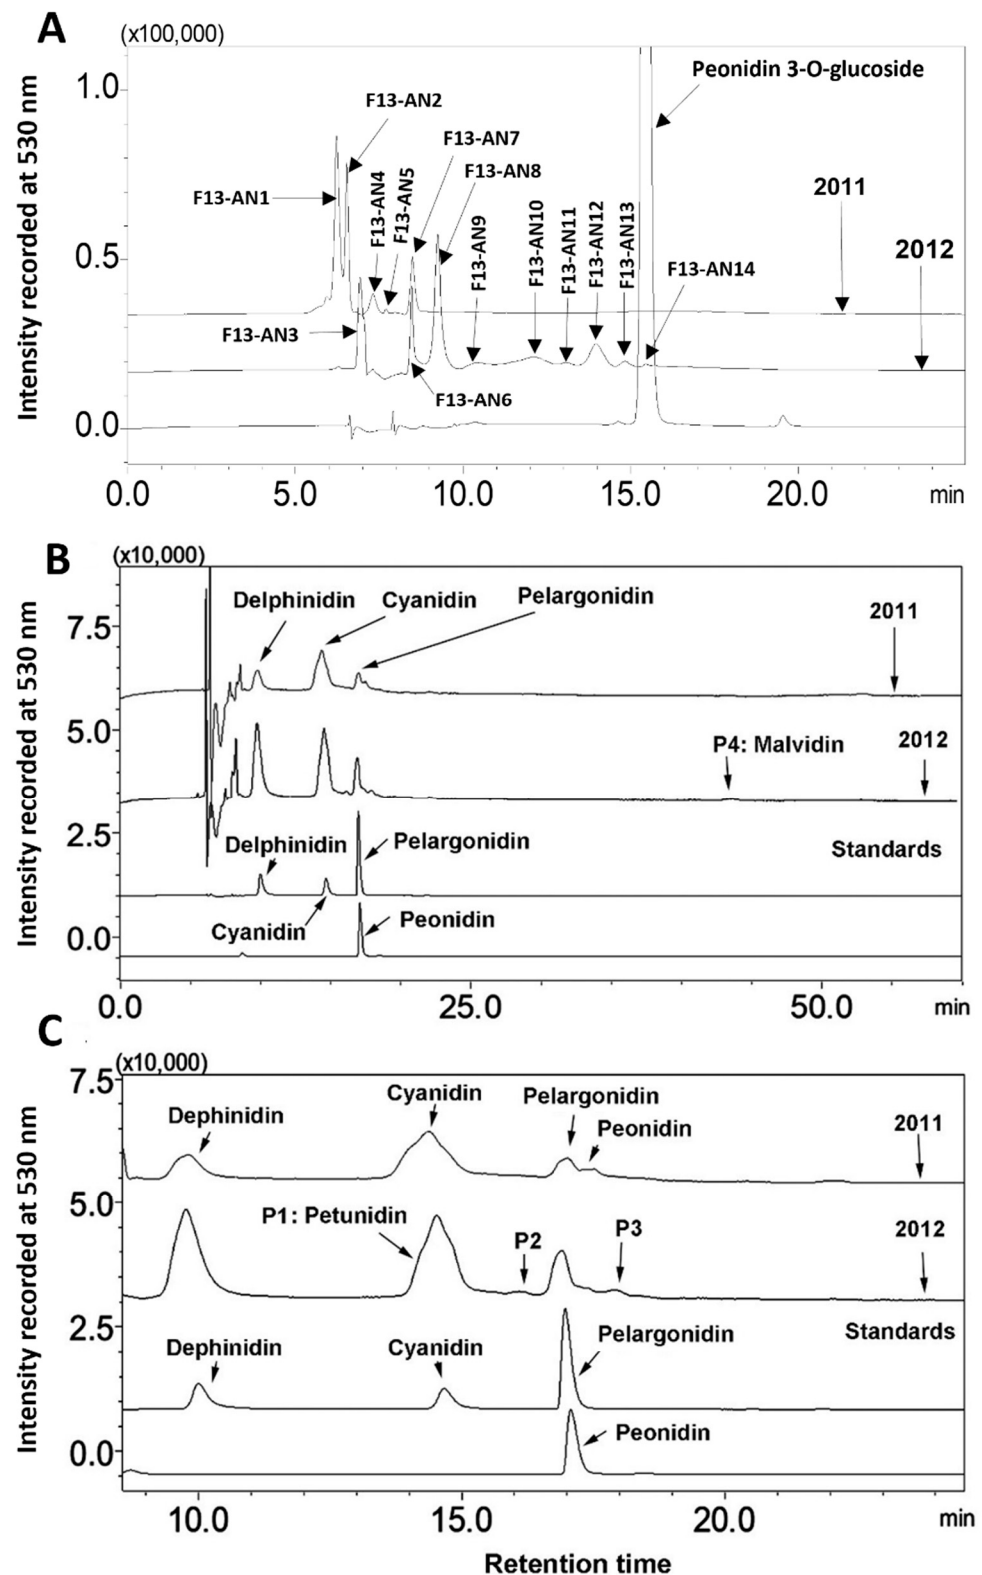 A
(x100,000)
Intensity recorded at 530 nm
1.0
0.5
0.0
F13-AN1
F13-AN2
F13-AN3
F13-AN4
F13-AN5
F13-AN6
F13-AN7
F13-AN8
F13-AN9
F13-AN10
F13-AN11
F13-AN12
F13-AN13
F13-AN14
Peonidin 3-O-glucoside
2011
2012
0.0 5.0 10.0 15.0 20.0 min
B
(x10,000)
Intensity recorded at 530 nm
7.5
5.0
2.5
0.0
Delphinidin Cyanidin Pelargonidin
2011
P4: Malvidin
2012
Delphinidin
Pelargonidin
Standards
Cyanidin
Peonidin
0.0 25.0 50.0 min
C
(x10,000)
Intensity recorded at 530 nm
7.5
5.0
2.5
0.0
Dephinidin
Cyanidin
Pelargonidin
Peonidin
2011
P1: Petunidin
P2
P3
2012
Dephinidin
Cyanidin
Pelargonidin
Standards
Peonidin
10.0 15.0 20.0 min
Retention time